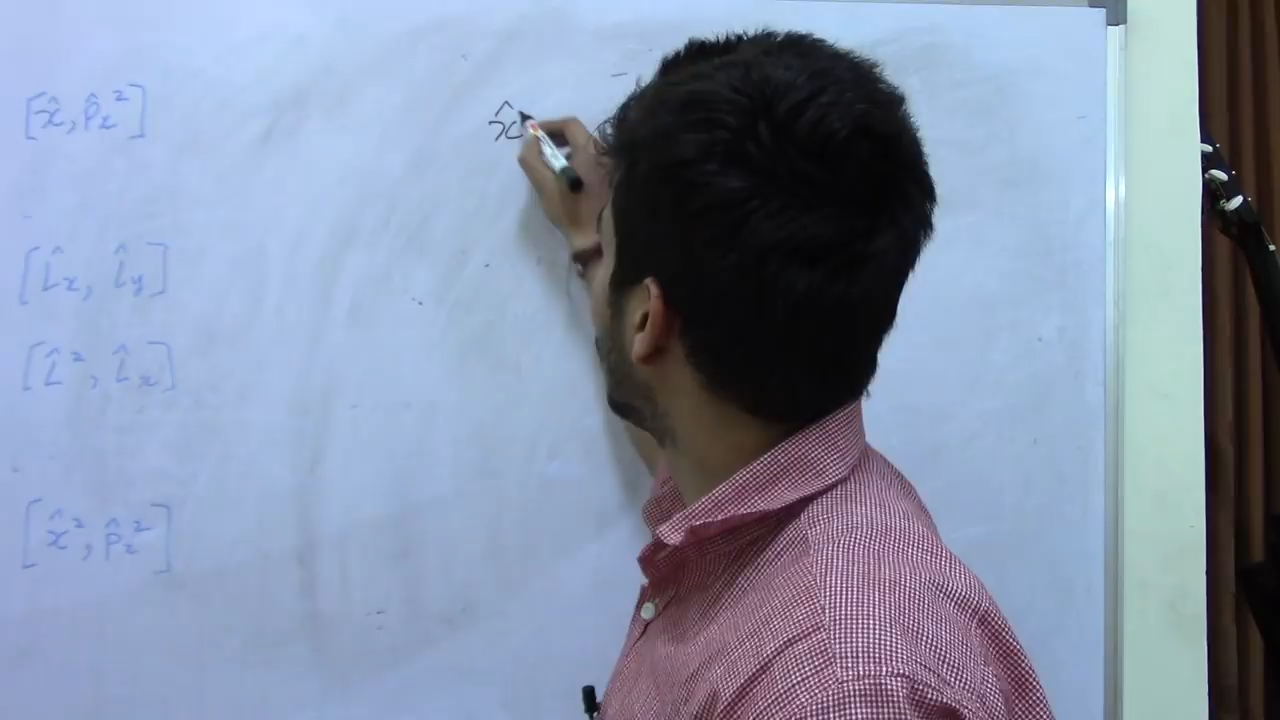 [x̂, p̂ₓ²]
x̂
[L̂ₓ, L̂ᵧ]
[L̂², L̂ₓ]
[x̂², p̂ₓ²]